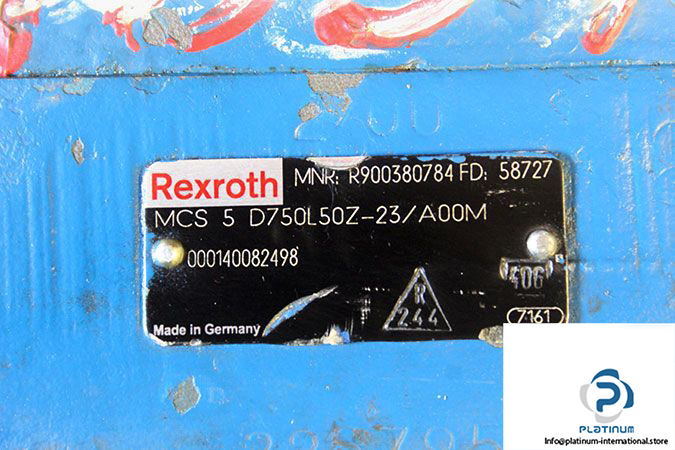 Rexroth MNR: R900380784 FD: 58727
MCS 5 D750L50Z-23/A00M
000140082498
406
R
244
Made in Germany
7161
PLATINUM
Info@platinum-international.store